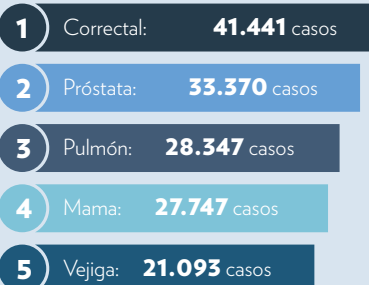 1 Correctal: 41.441 casos
2 Próstata: 33.370 casos
3 Pulmón: 28.347 casos
4 Mama: 27.747 casos
5 Vejiga: 21.093 casos